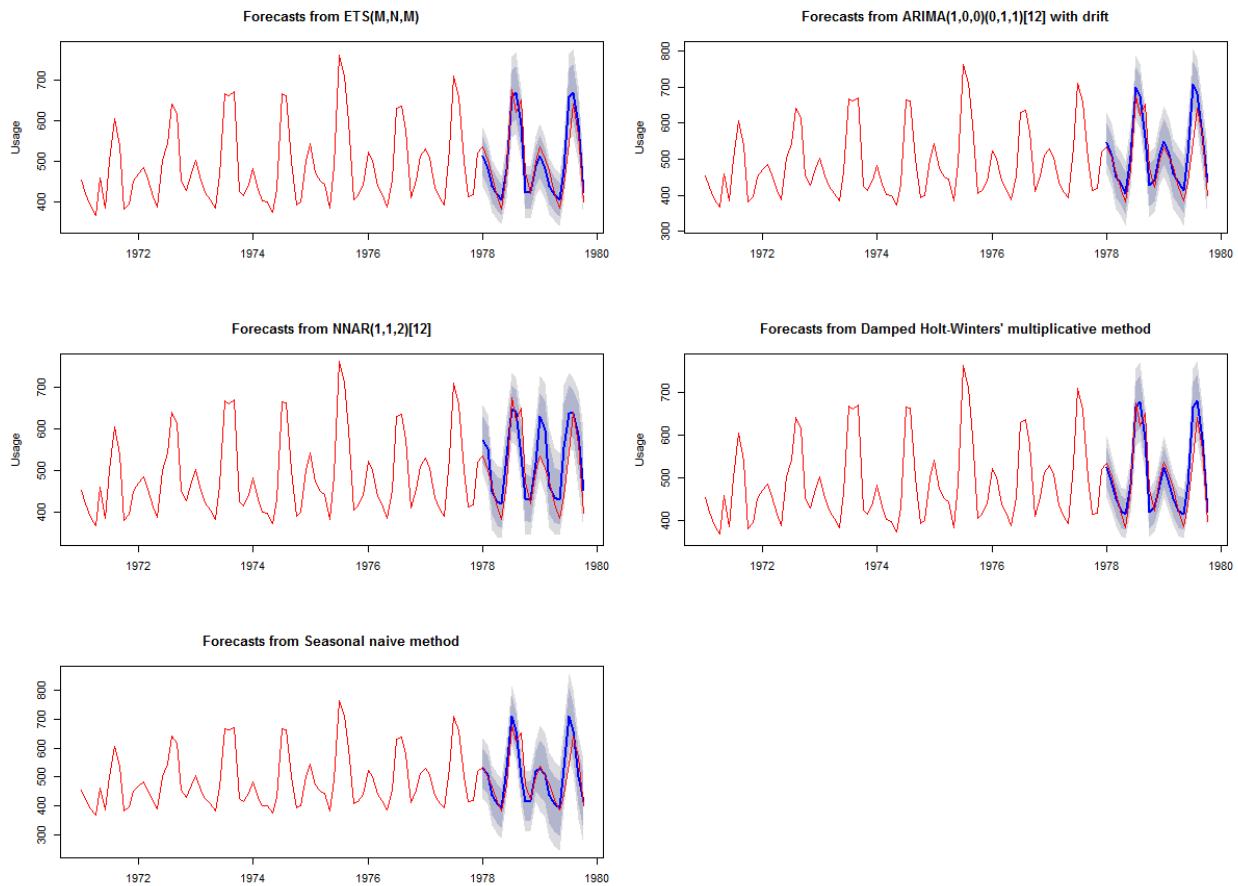 Forecasts from ETS(M,N,M)
Usage
700
600
500
400
1972 1974 1976 1978 1980
Forecasts from ARIMA(1,0,0)(0,1,1)[12] with drift
Usage
800
700
600
500
400
300
1972 1974 1976 1978 1980
Forecasts from NNAR(1,1,2)[12]
Usage
700
600
500
400
1972 1974 1976 1978 1980
Forecasts from Damped Holt-Winters' multiplicative method
Usage
700
600
500
400
1972 1974 1976 1978 1980
Forecasts from Seasonal naive method
Usage
800
700
600
500
400
300
1972 1974 1976 1978 1980